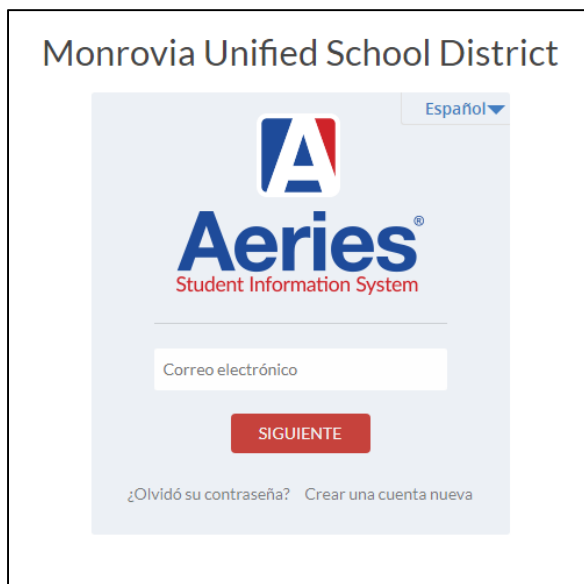 Monrovia Unified School District
Español
A
Aeries®
Student Information System
Correo electrónico
SIGUIENTE
¿Olvidó su contraseña? Crear una cuenta nueva